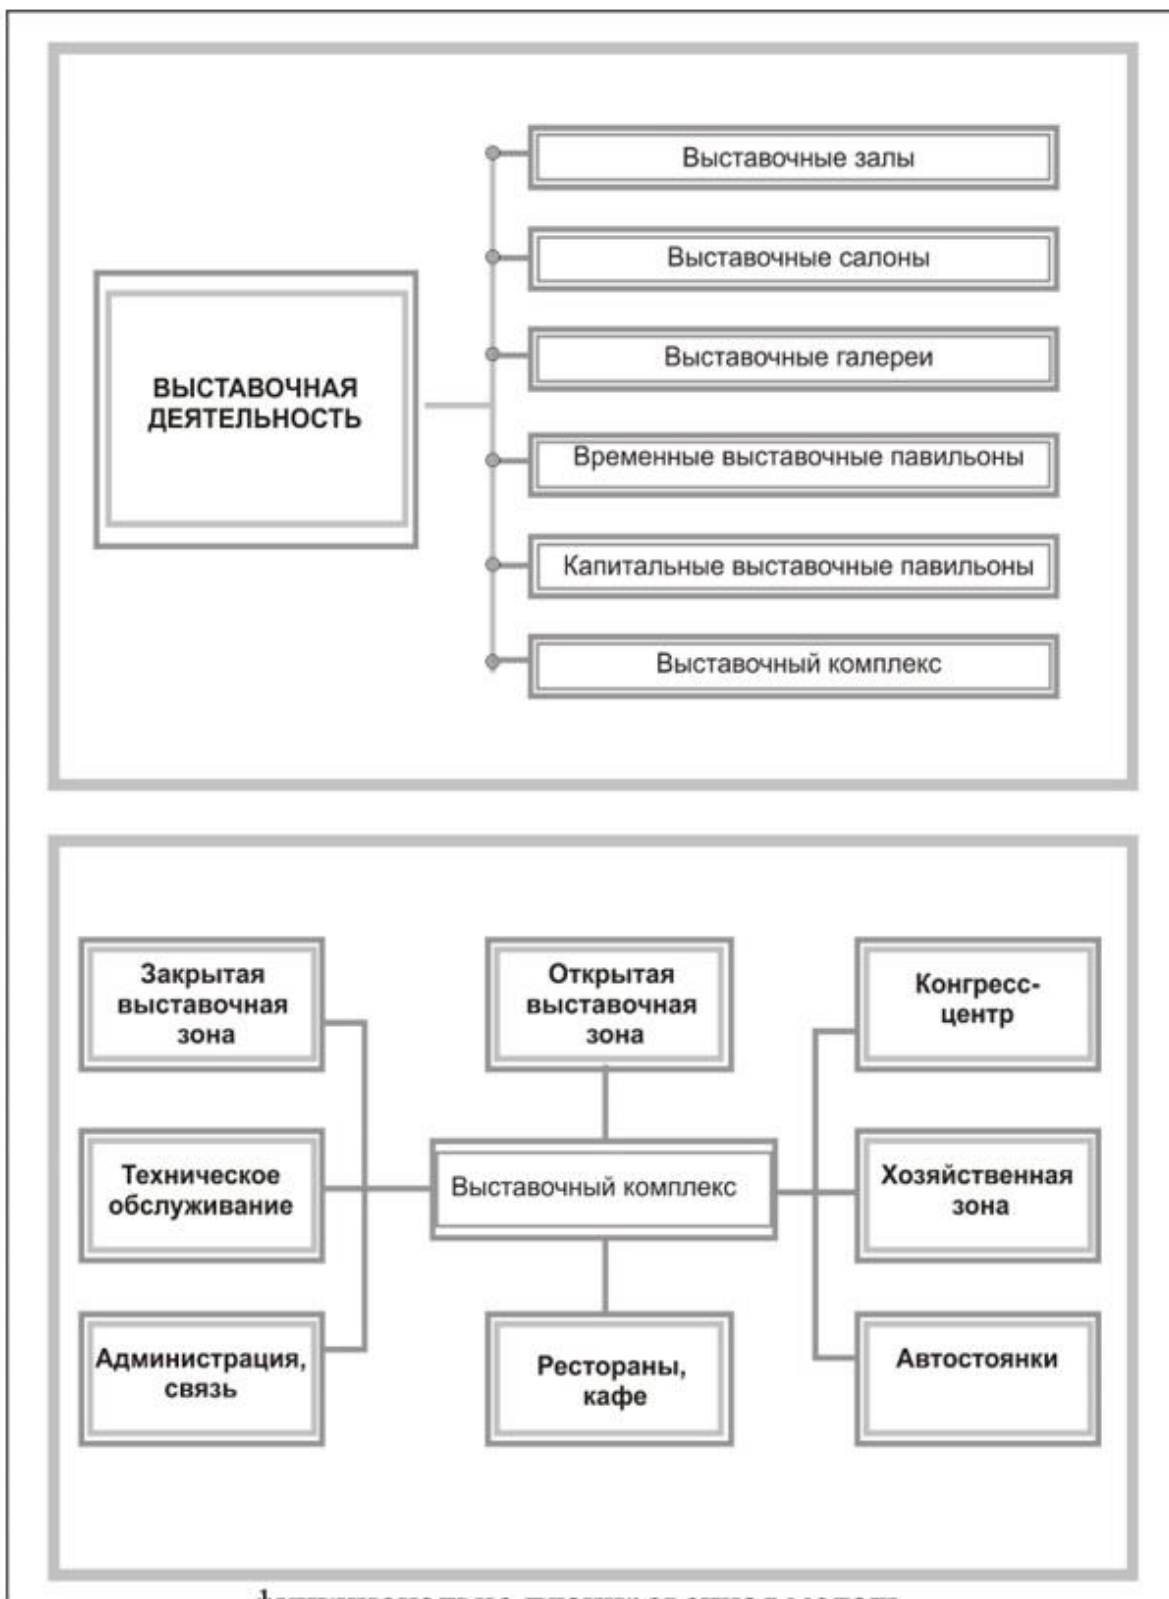 Выставочные залы
Выставочные салоны
Выставочные галереи
ВЫСТАВОЧНАЯ
ДЕЯТЕЛЬНОСТЬ
Временные выставочные павильоны
Капитальные выставочные павильоны
Выставочный комплекс
Закрытая
выставочная
зона
Открытая
выставочная
зона
Конгресс-
центр
Техническое
обслуживание
Выставочный комплекс
Хозяйственная
зона
Администрация,
связь
Рестораны,
кафе
Автостоянки